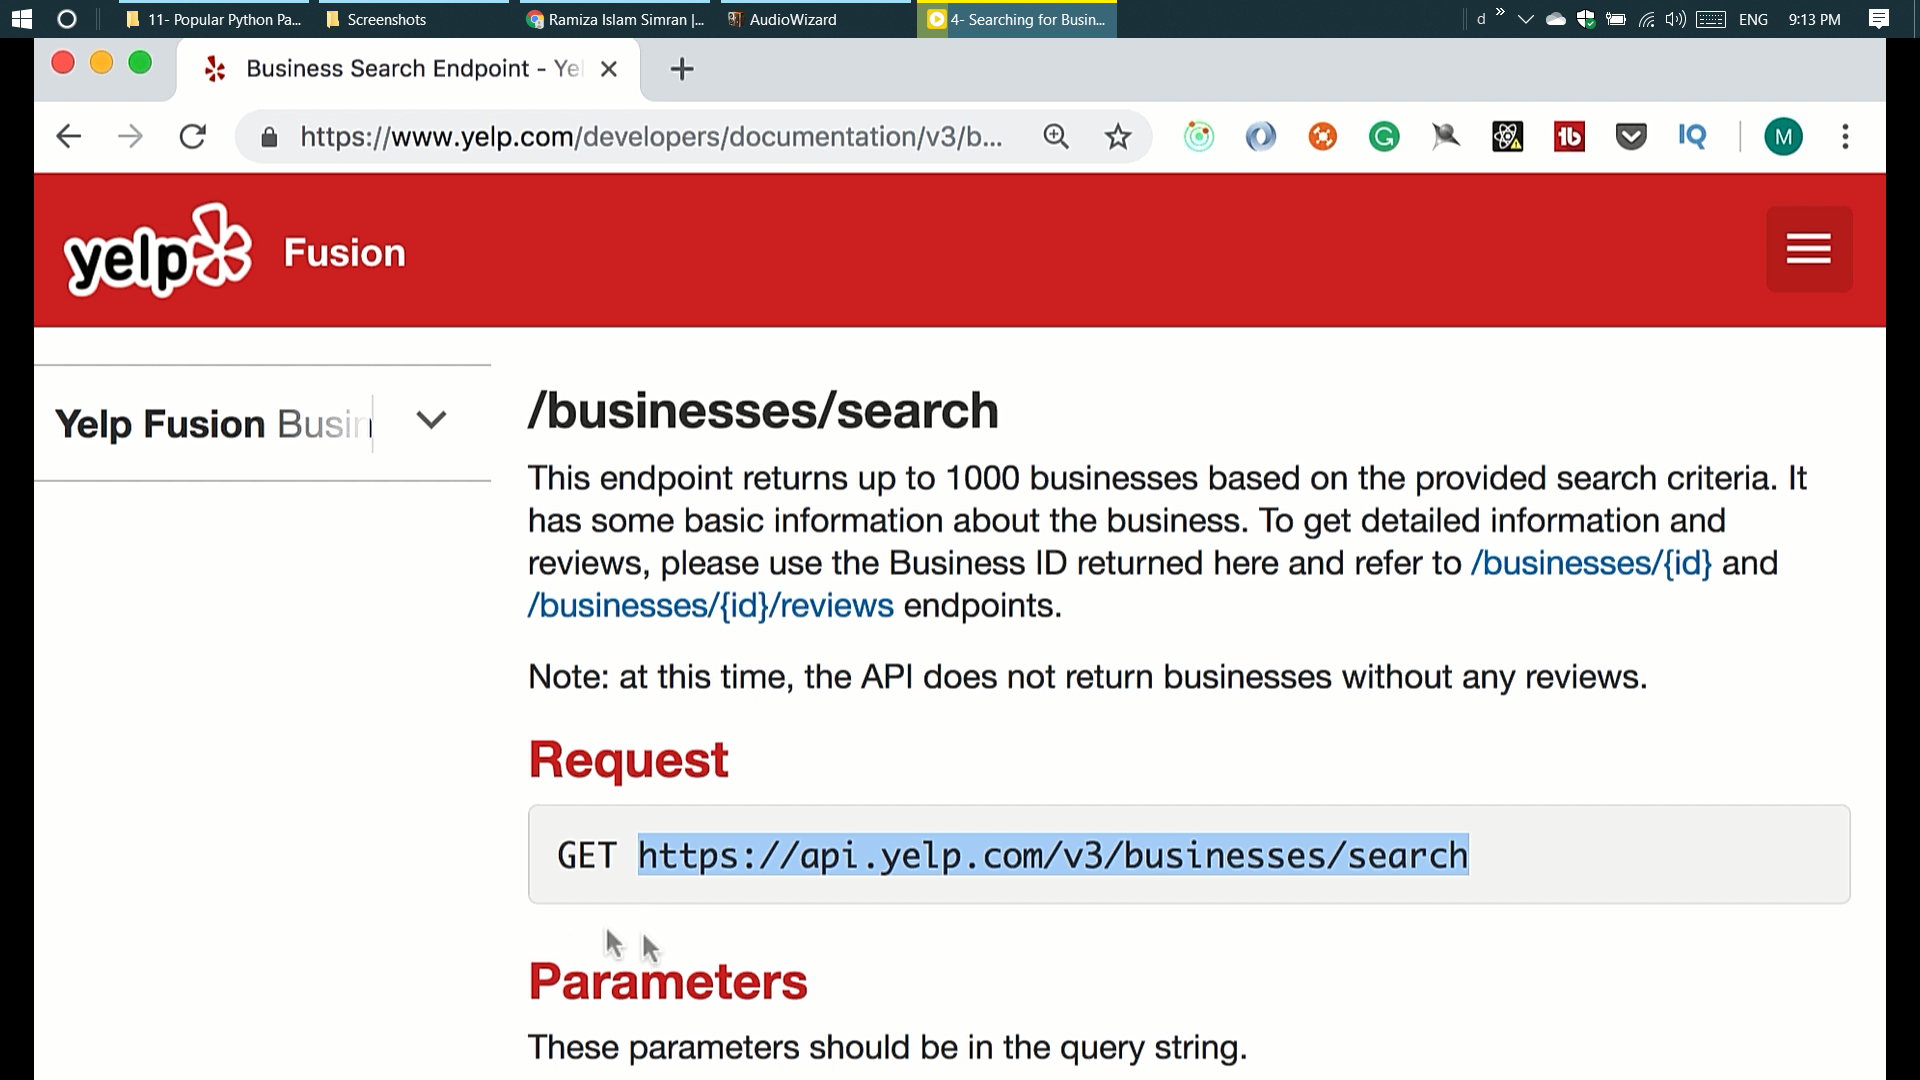 11- Popular Python Pa...
Screenshots
Ramiza Islam Simran |...
AudioWizard
4- Searching for Busin...
d
ENG
9:13 PM
Business Search Endpoint - Yel
https://www.yelp.com/developers/documentation/v3/b...
G
tb
IQ
M
yelp
Fusion
Yelp Fusion Busin
/businesses/search
This endpoint returns up to 1000 businesses based on the provided search criteria. It
has some basic information about the business. To get detailed information and
reviews, please use the Business ID returned here and refer to /businesses/{id} and
/businesses/{id}/reviews endpoints.
Note: at this time, the API does not return businesses without any reviews.
Request
GET https://api.yelp.com/v3/businesses/search
Parameters
These parameters should be in the query string.